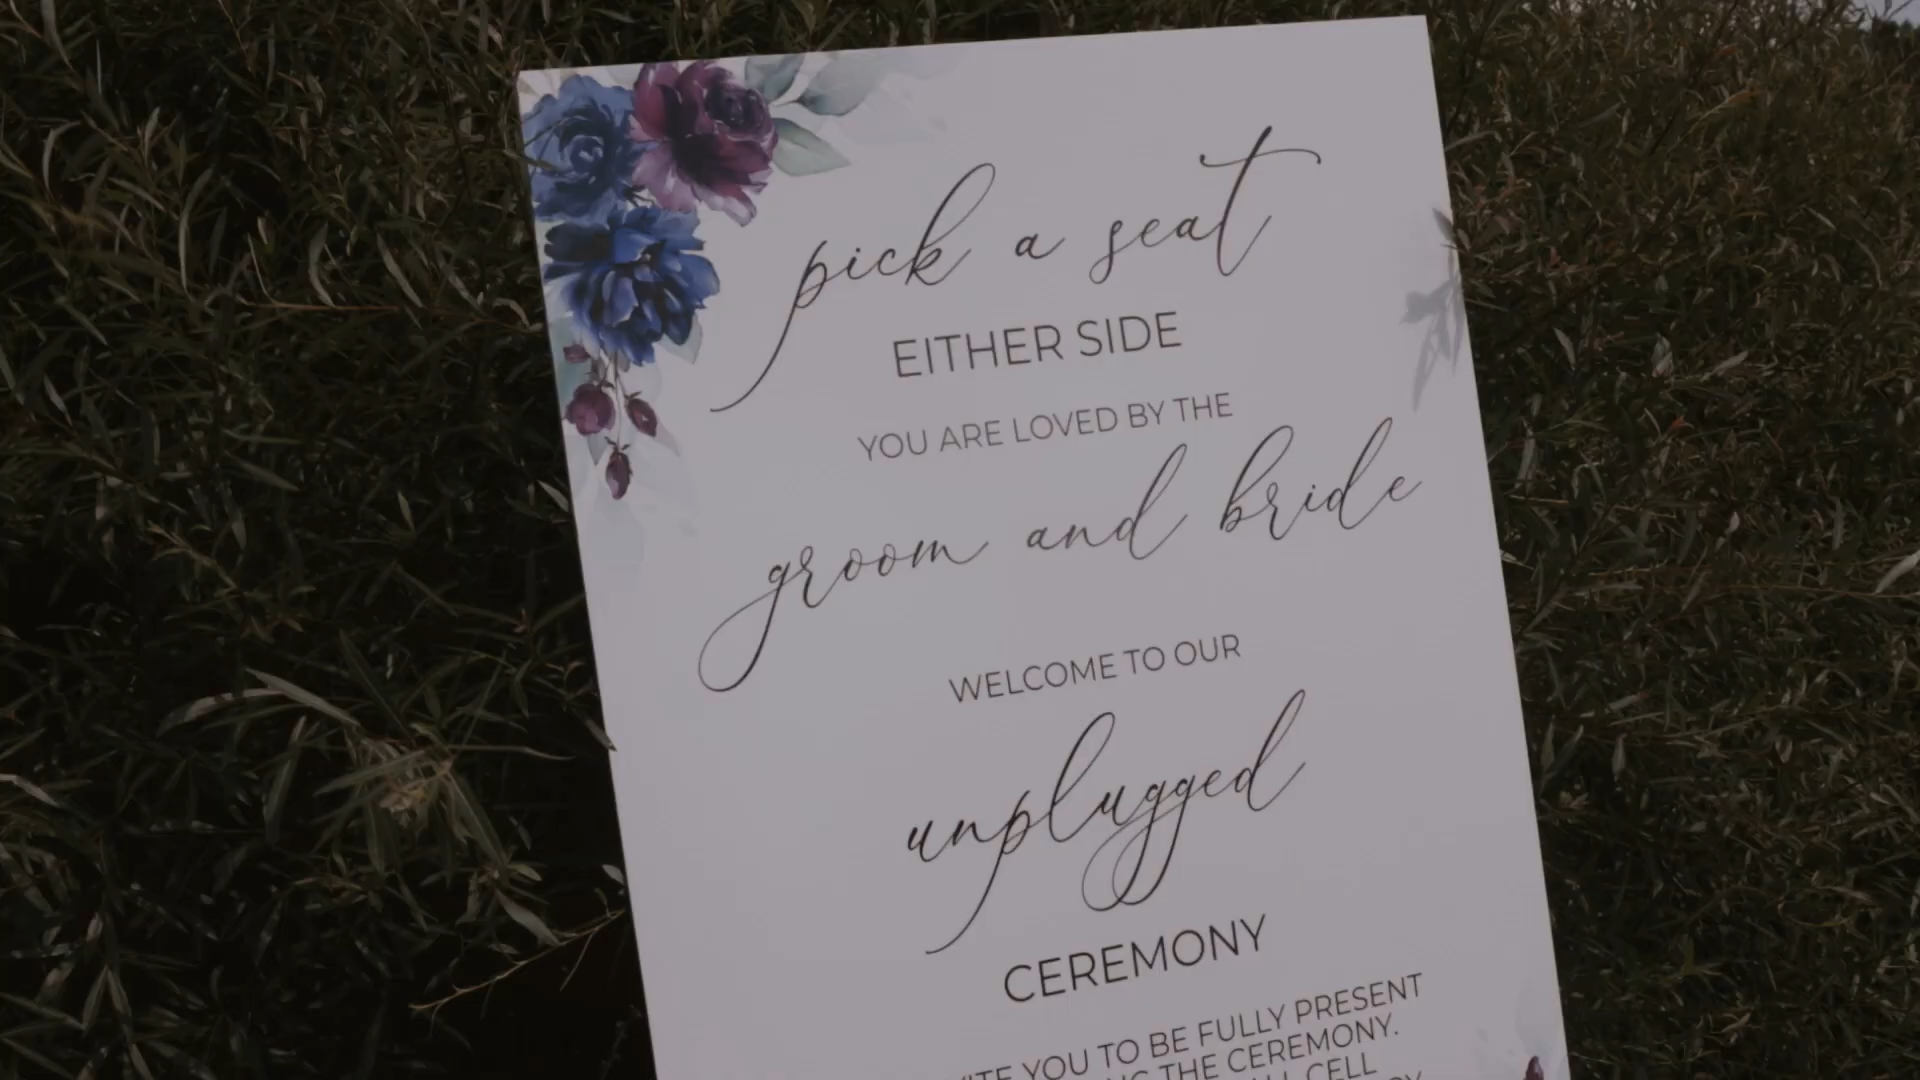 pick a seat
EITHER SIDE
YOU ARE LOVED BY THE
groom and bride
WELCOME TO OUR
unplugged
CEREMONY
YOU TO BE FULLY PRESENT
THE CEREMONY.
CELL